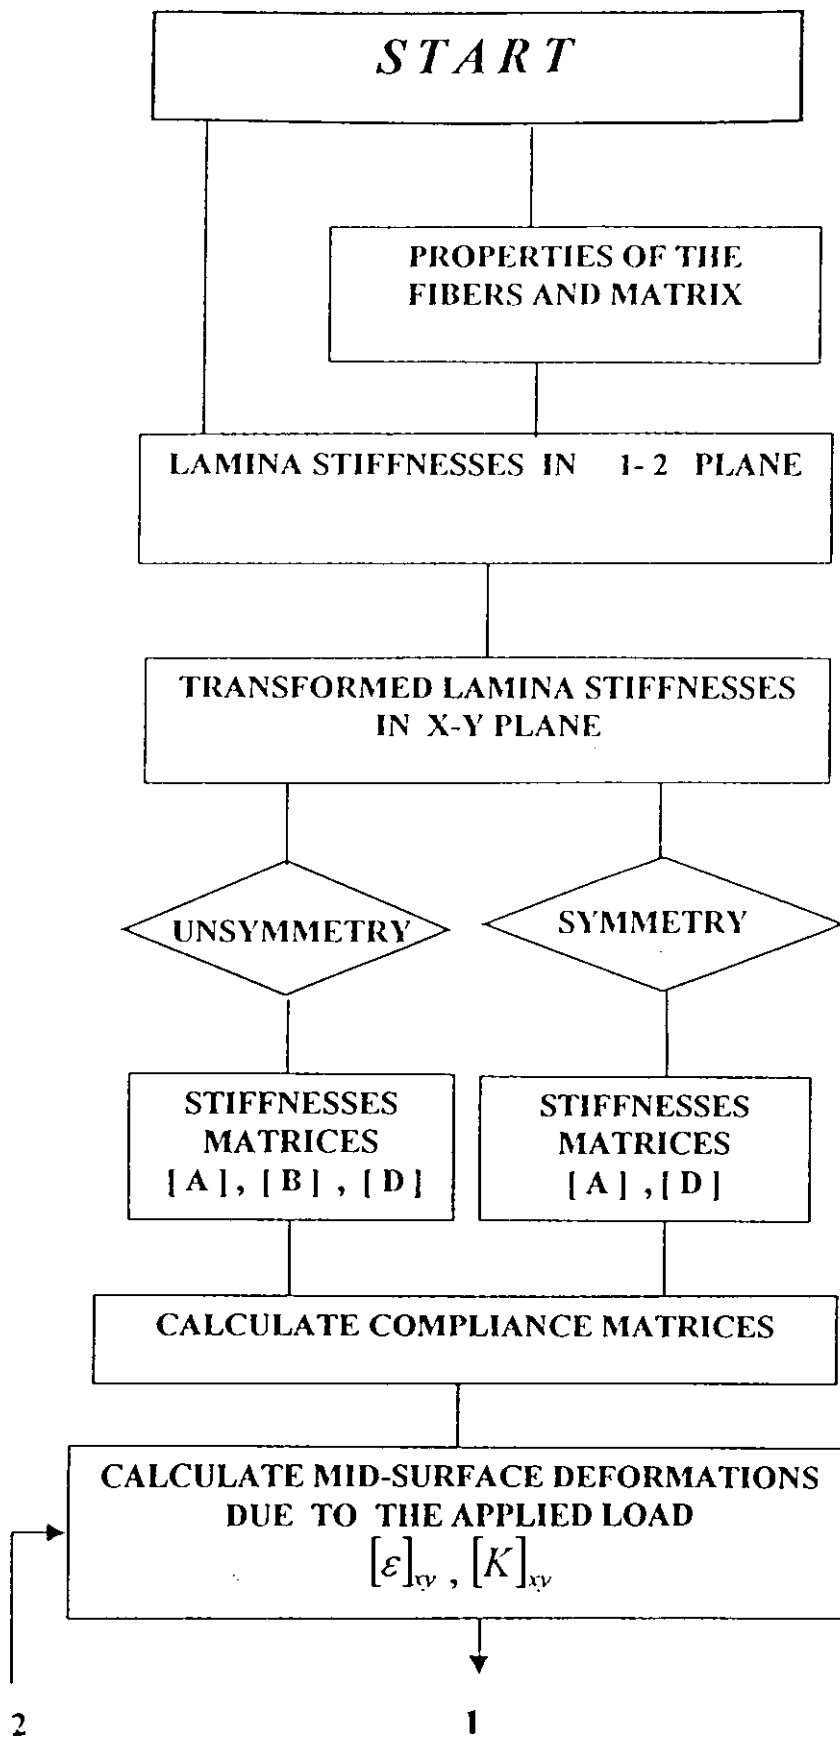 START
PROPERTIES OF THE
FIBERS AND MATRIX
LAMINA STIFFNESSES IN 1-2 PLANE
TRANSFORMED LAMINA STIFFNESSES
IN X-Y PLANE
UNSYMMETRY
SYMMETRY
STIFFNESSES
MATRICES
[A], [B], [D]
STIFFNESSES
MATRICES
[A], [D]
CALCULATE COMPLIANCE MATRICES
CALCULATE MID-SURFACE DEFORMATIONS
DUE TO THE APPLIED LOAD
[ε]xy , [K]xy
2
1